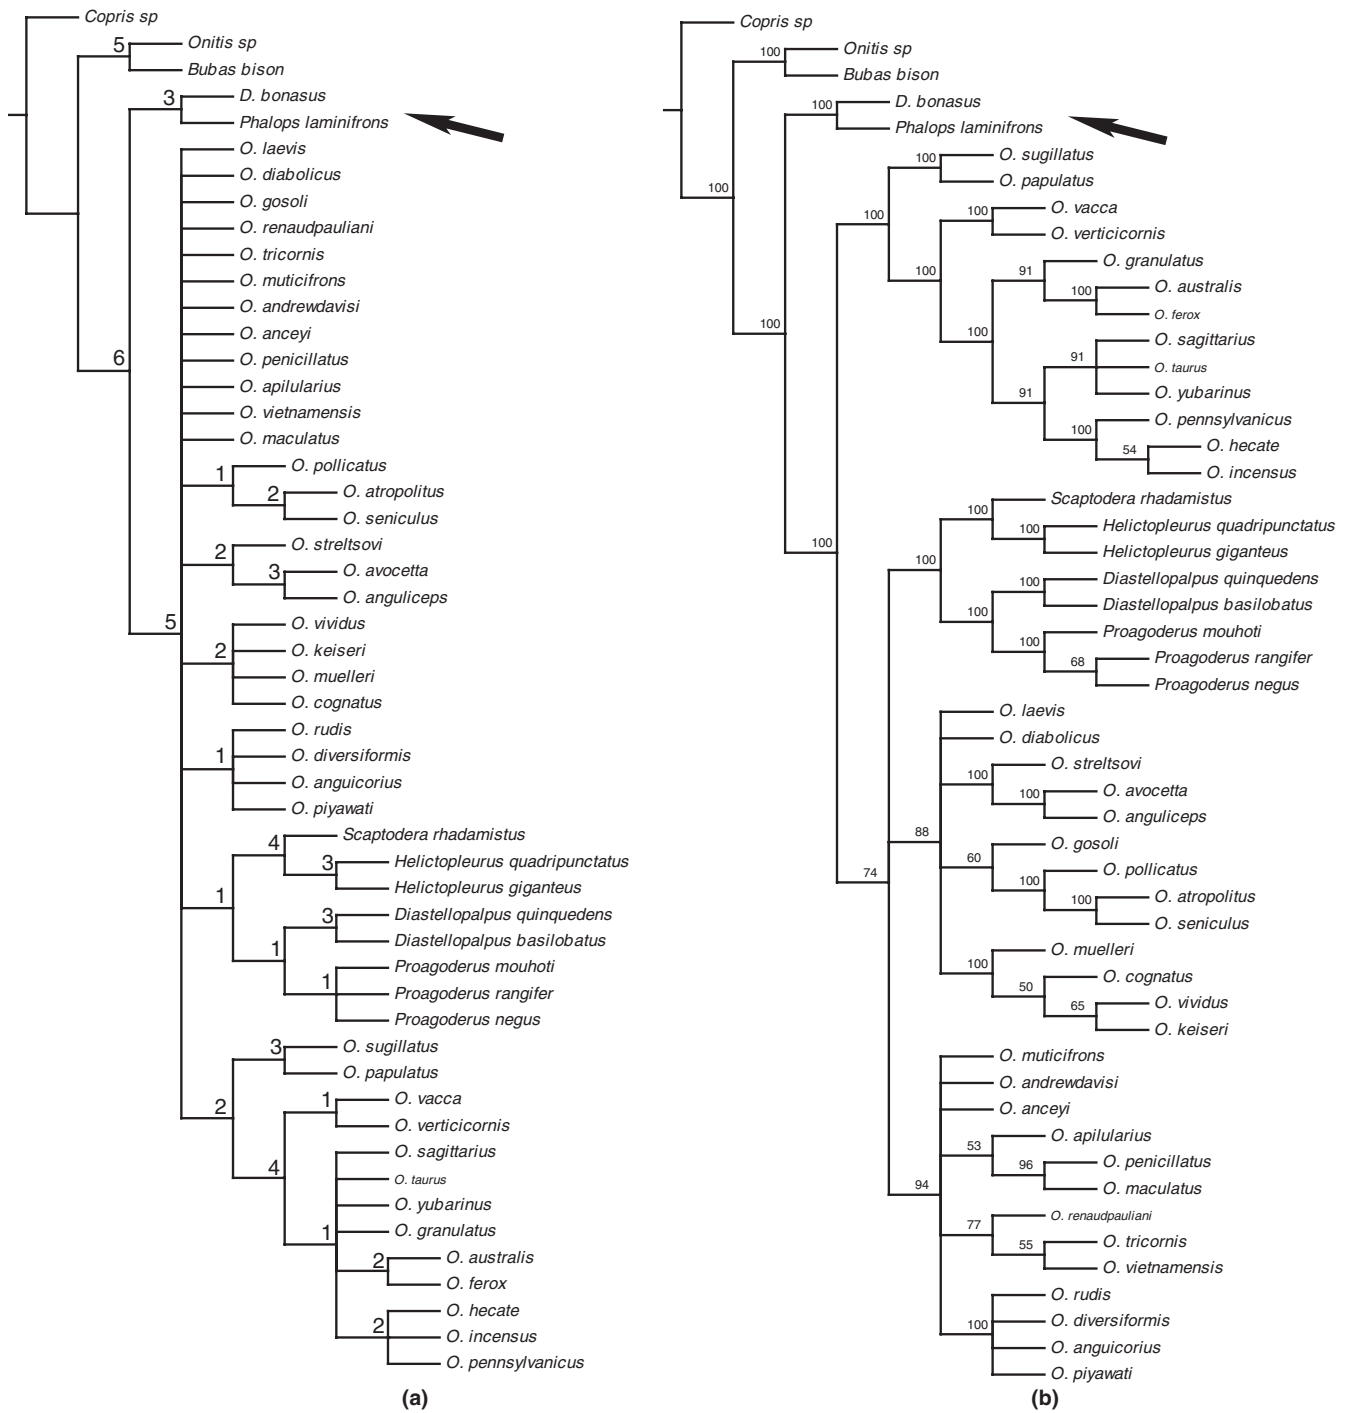 Copris sp
5
Onitis sp
Bubas bison
3
D. bonasus
Phalops laminifrons
O. laevis
O. diabolicus
O. gosoli
O. renaudpauliani
O. tricornis
O. muticifrons
O. andrewdavisi
6
O. anceyi
O. penicillatus
O. apilularius
O. vietnamensis
O. maculatus
1
O. pollicatus
2
O. atropolitus
O. seniculus
2
O. streltsovi
3
O. avocetta
O. anguliceps
5
O. vividus
2
O. keiseri
O. muelleri
O. cognatus
O. rudis
1
O. diversiformis
O. anguicorius
O. piyawati
4
Scaptodera rhadamistus
3
Helictopleurus quadripunctatus
Helictopleurus giganteus
1
3
Diastellopalpus quinquedens
1
Diastellopalpus basilobatus
Proagoderus mouhoti
1
Proagoderus rangifer
Proagoderus negus
3
O. sugillatus
O. papulatus
2
1
O. vacca
O. verticicornis
4
O. sagittarius
O. taurus
O. yubarinus
1
O. granulatus
2
O. australis
O. ferox
O. hecate
2
O. incensus
O. pennsylvanicus
(a)
Copris sp
100
Onitis sp
Bubas bison
100
D. bonasus
Phalops laminifrons
100
100
O. sugillatus
O. papulatus
100
100
O. vacca
O. verticicornis
100
91
O. granulatus
100
O. australis
O. ferox
100
100
O. sagittarius
91
O. taurus
O. yubarinus
91
O. pennsylvanicus
100
54
O. hecate
O. incensus
100
100
Scaptodera rhadamistus
100
Helictopleurus quadripunctatus
Helictopleurus giganteus
100
100
Diastellopalpus quinquedens
Diastellopalpus basilobatus
100
100
Proagoderus mouhoti
68
Proagoderus rangifer
Proagoderus negus
O. laevis
O. diabolicus
100
O. streltsovi
100
O. avocetta
O. anguliceps
88
60
O. gosoli
74
100
O. pollicatus
100
O. atropolitus
O. seniculus
100
O. muelleri
50
O. cognatus
65
O. vividus
O. keiseri
O. muticifrons
O. andrewdavisi
O. anceyi
53
O. apilularius
96
O. penicillatus
O. maculatus
94
77
O. renaudpauliani
55
O. tricornis
O. vietnamensis
O. rudis
100
O. diversiformis
O. anguicorius
O. piyawati
(b)